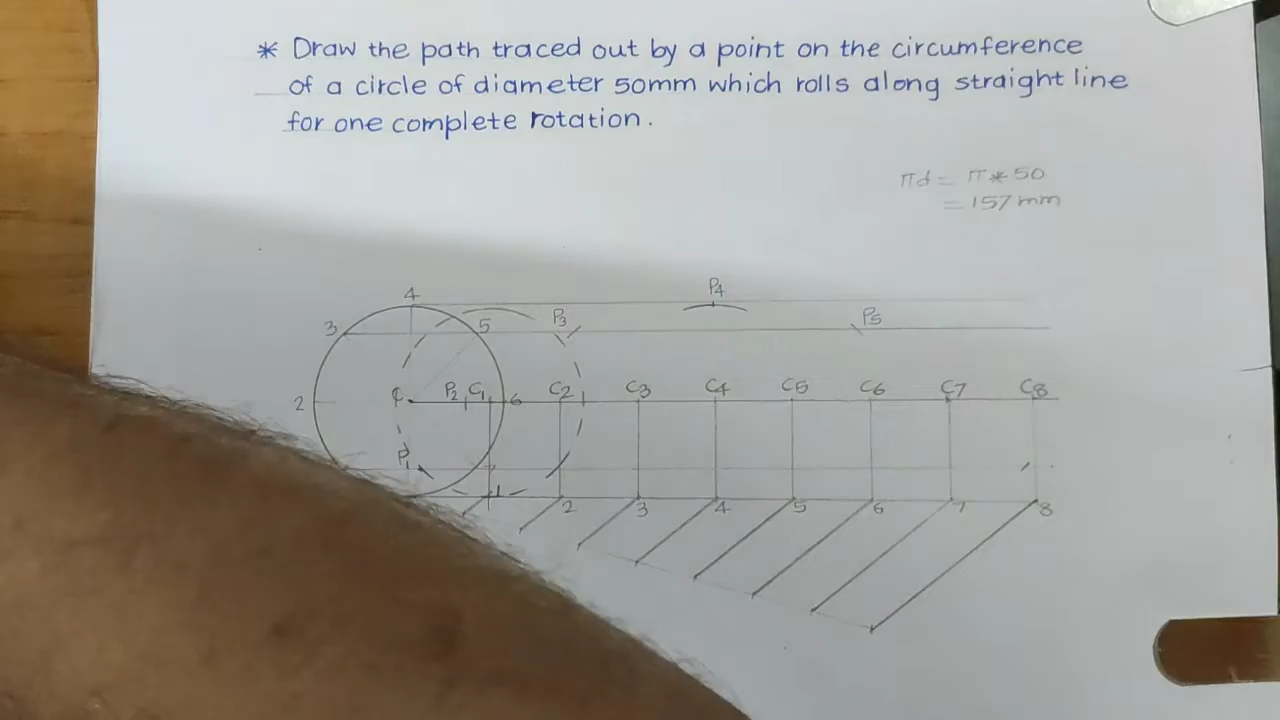 * Draw the path traced out by a point on the circumference
of a circle of diameter 50mm which rolls along straight line
for one complete rotation.
πd = π * 50
= 157 mm
4 P4
3 5 P3 P5
2 C P2 C1 6 C2 C3 C4 C5 C6 C7 C8
P1
1 2 3 4 5 6 7 8